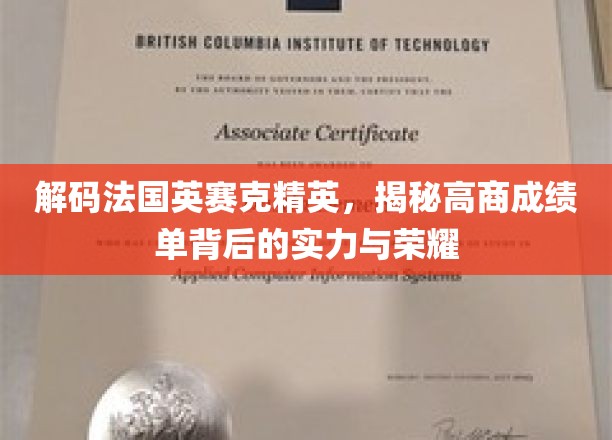 BRITISH COLUMBIA INSTITUTE OF TECHNOLOGY
THE BOARD OF GOVERNORS AND THE PRESIDENT,
BY THE AUTHORITY VESTED IN THEM, CERTIFY THAT THE
Associate Certificate
解码法国英赛克精英，揭秘高商成绩
单背后的实力与荣耀
Applied Computer Information Systems